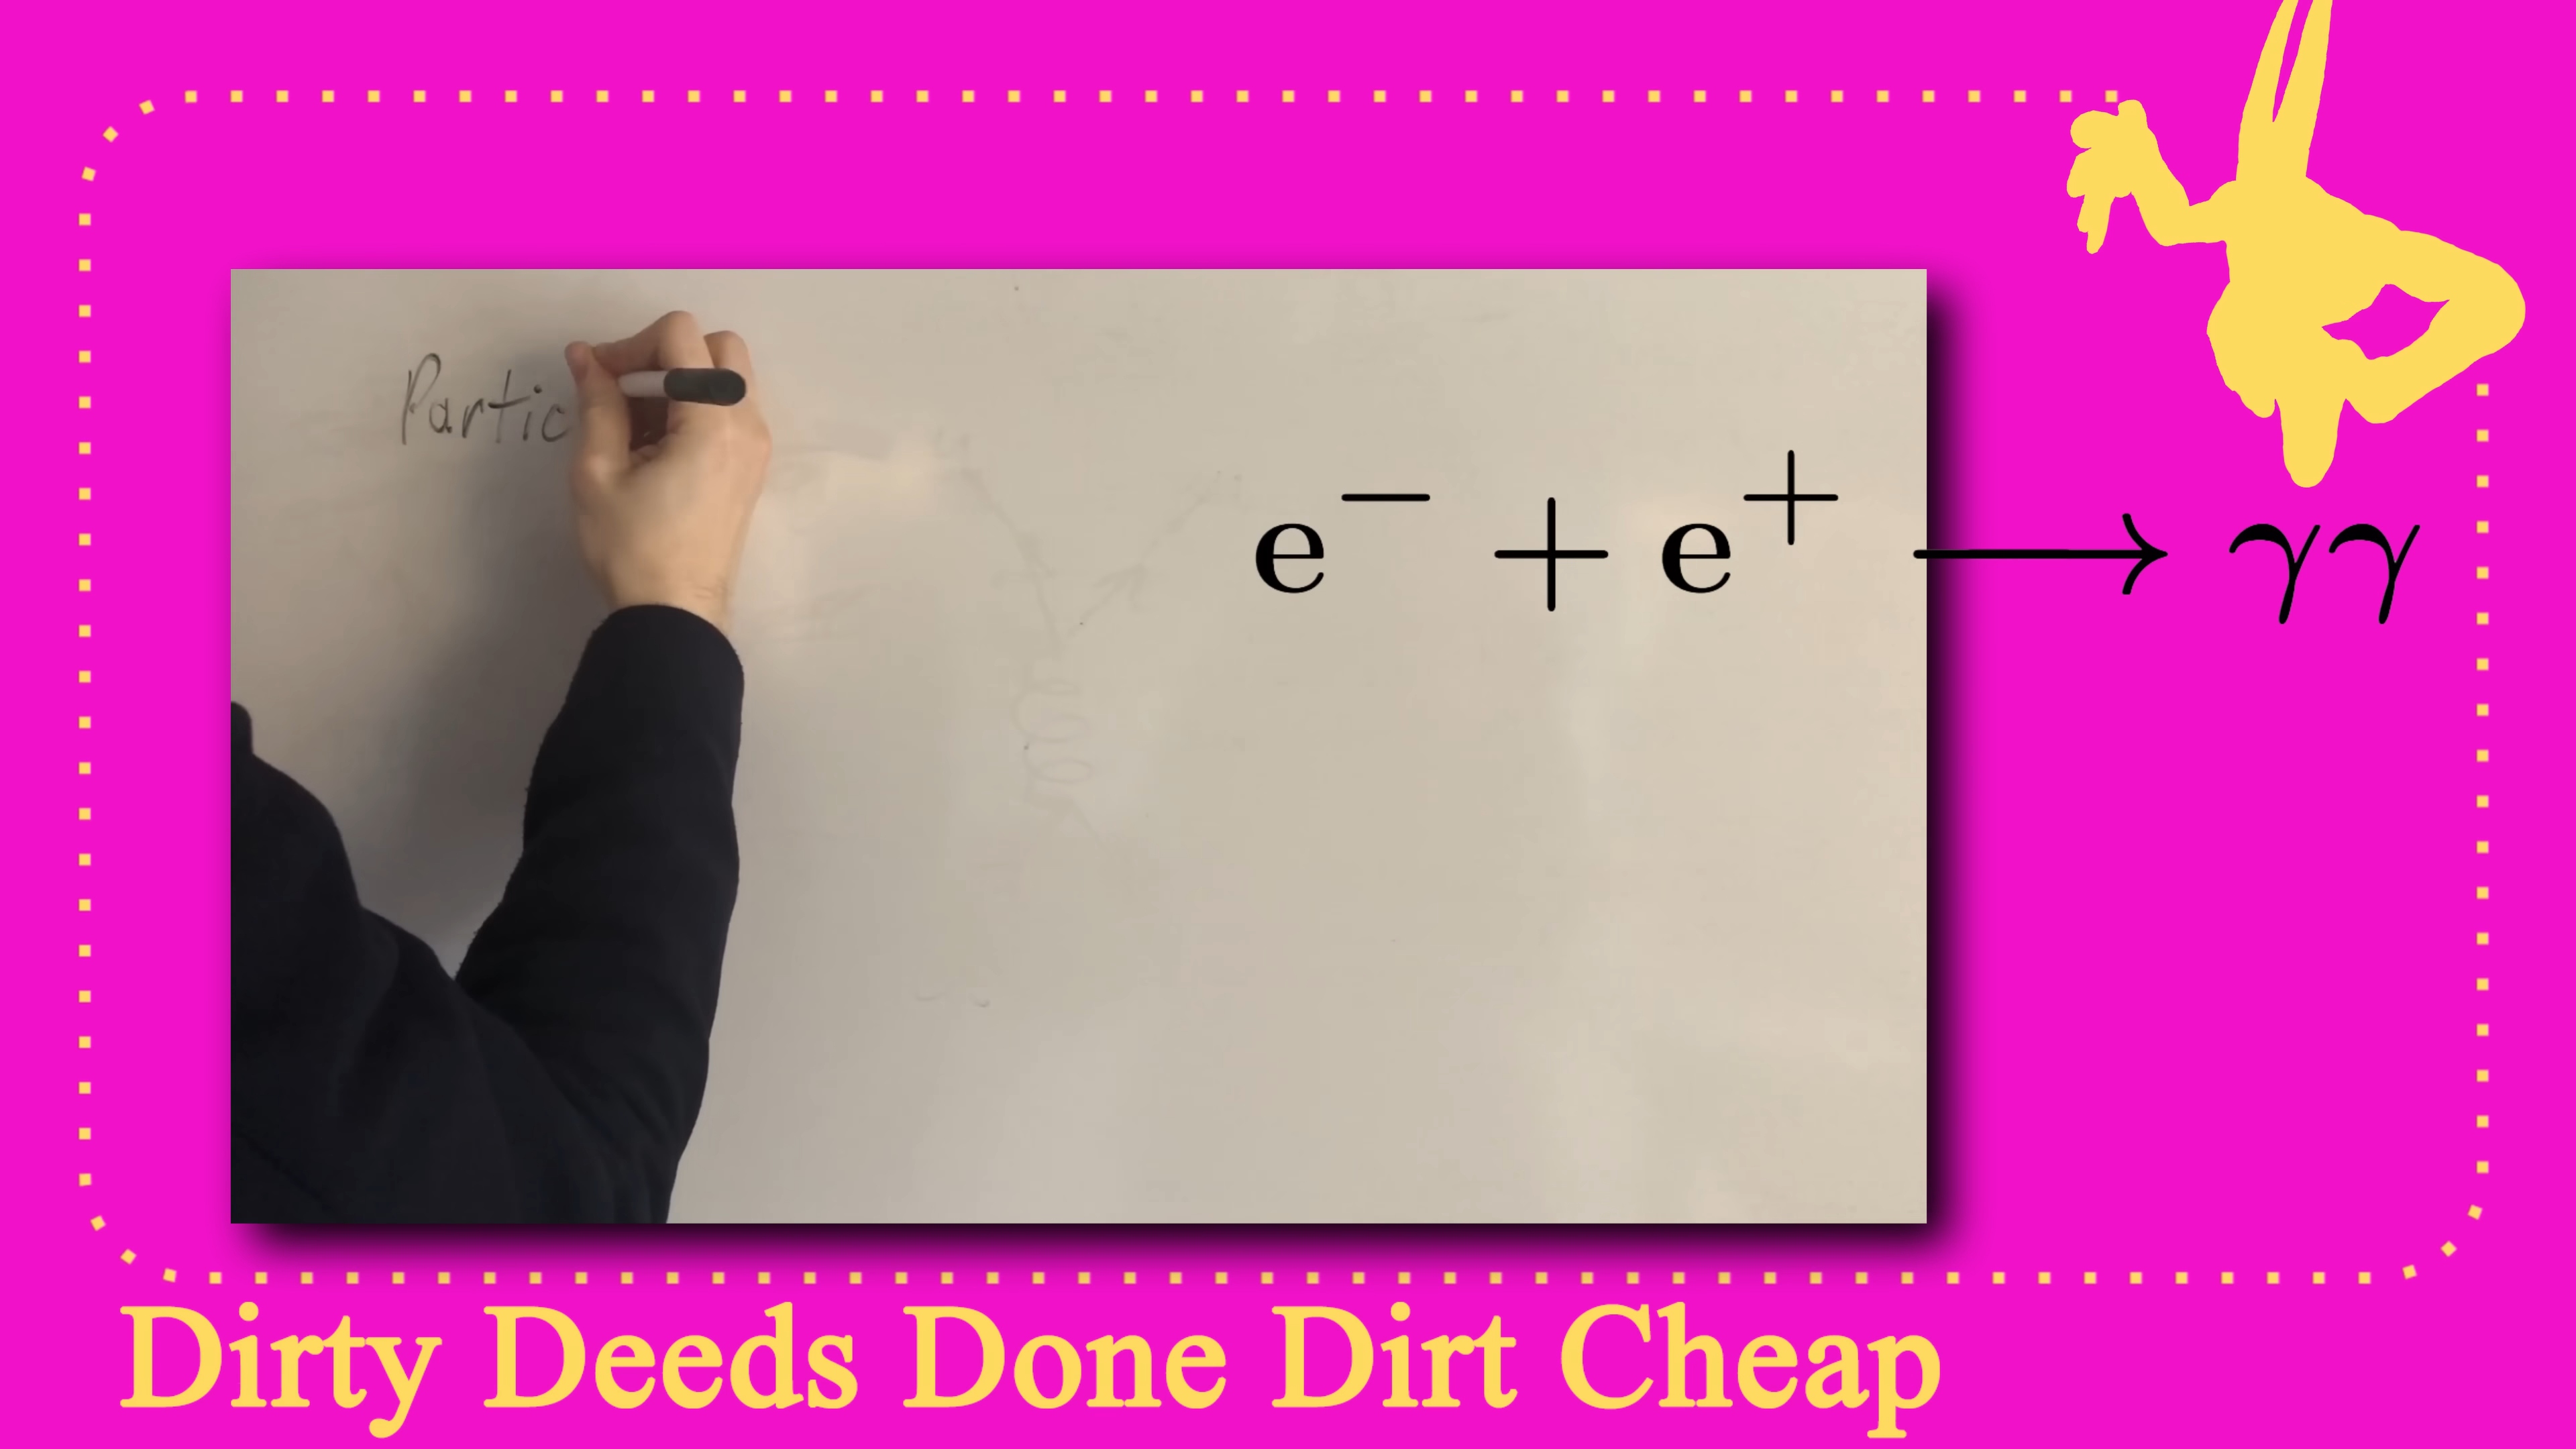 Partic
e⁻ + e⁺ ⟶ γγ
Dirty Deeds Done Dirt Cheap